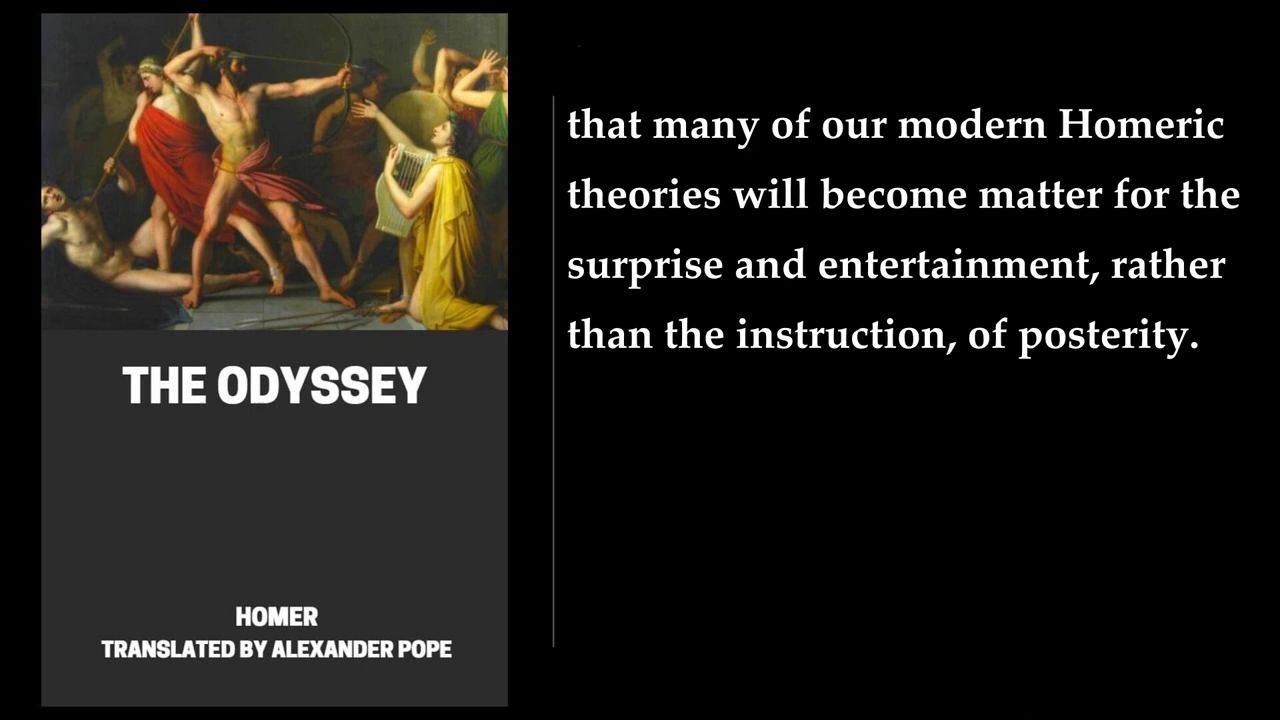 THE ODYSSEY
HOMER
TRANSLATED BY ALEXANDER POPE
that many of our modern Homeric
theories will become matter for the
surprise and entertainment, rather
than the instruction, of posterity.